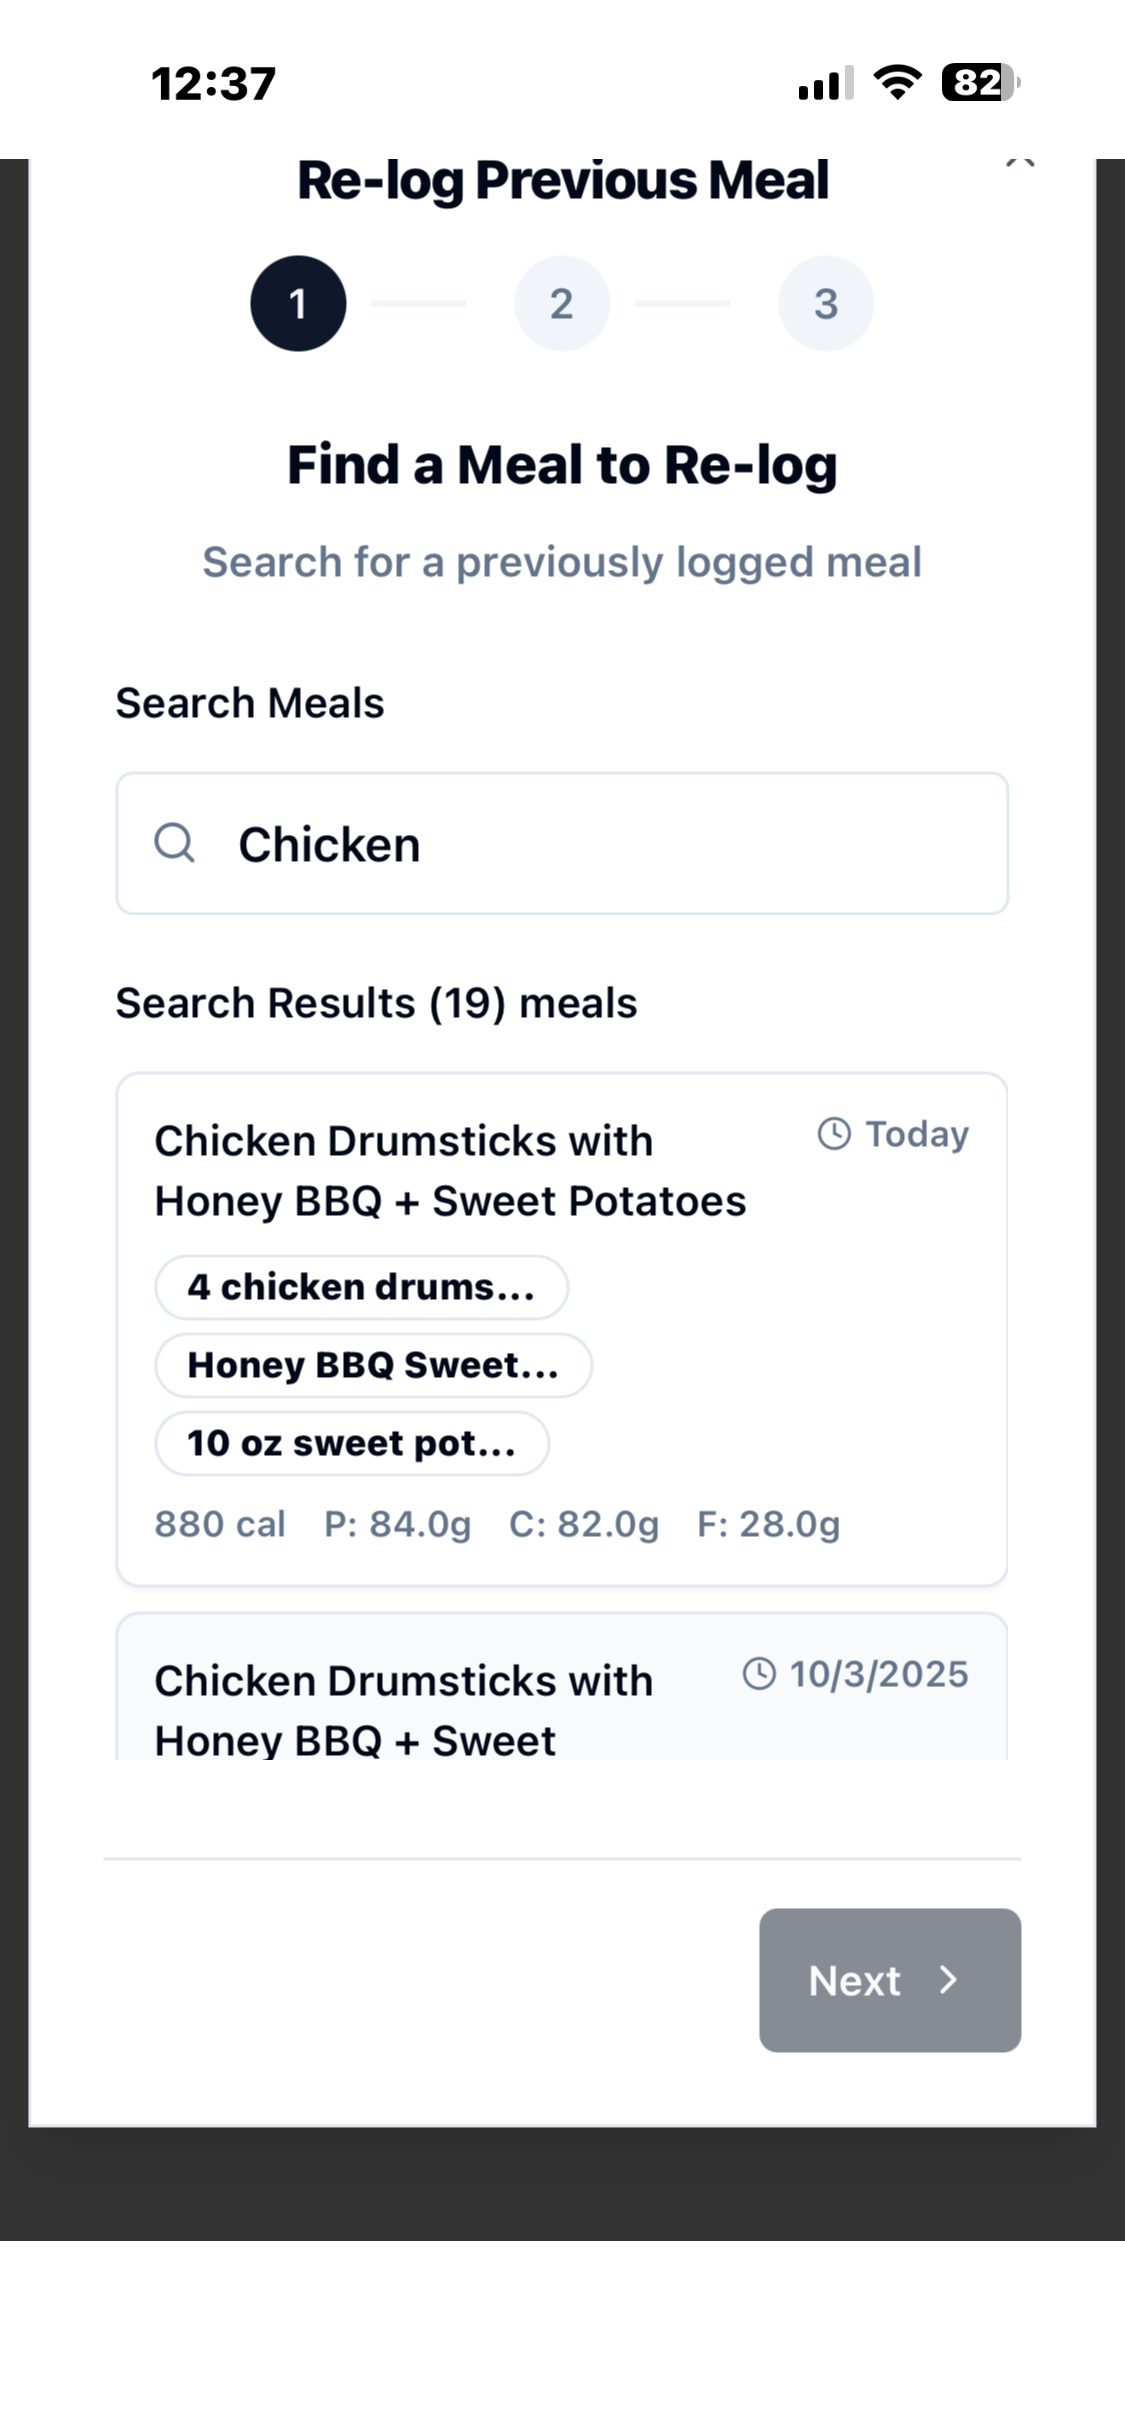 12:37
82
Re-log Previous Meal
1
2
3
Find a Meal to Re-log
Search for a previously logged meal
Search Meals
Chicken
Search Results (19) meals
Chicken Drumsticks with
Honey BBQ + Sweet Potatoes
Today
4 chicken drums...
Honey BBQ Sweet...
10 oz sweet pot...
880 cal P: 84.0g C: 82.0g F: 28.0g
Chicken Drumsticks with
Honey BBQ + Sweet
10/3/2025
Next